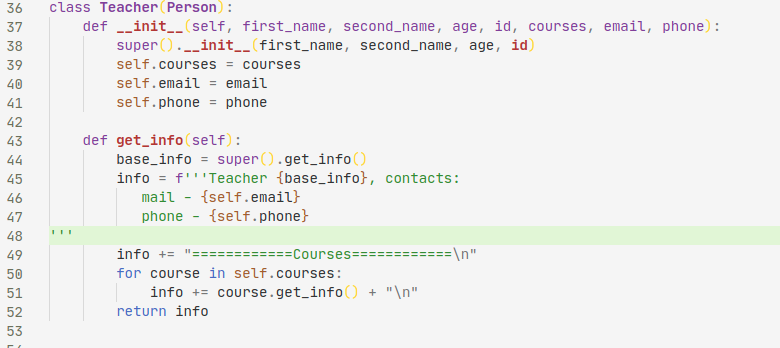 36 class Teacher(Person):
37     def __init__(self, first_name, second_name, age, id, courses, email, phone):
38         super().__init__(first_name, second_name, age, id)
39         self.courses = courses
40         self.email = email
41         self.phone = phone
42
43     def get_info(self):
44         base_info = super().get_info()
45         info = f'''Teacher {base_info}, contacts:
46            mail - {self.email}
47            phone - {self.phone}
48 '''
49         info += "============Courses============\n"
50         for course in self.courses:
51             info += course.get_info() + "\n"
52         return info
53